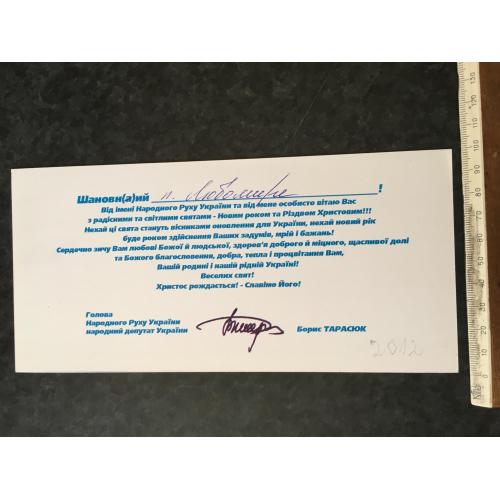 Шановн(а)ий п. Любомире !
Від імені Народного Руху України та від мене особисто вітаю Вас
з радісними та світлими святами - Новим роком та Різдвом Христовим!!!
Нехай ці свята стануть вісниками оновлення для України, нехай новий рік
буде роком здійснення Ваших задумів, мрій і бажань!
Сердечно зичу Вам любові Божої й людської, здоров'я доброго й міцного, щасливої долі
та Божого благословення, добра, тепла і процвітання Вам,
Вашій родині і нашій рідній Україні!
Веселих свят!
Христос рождається! - Славімо Його!
Голова
Народного Руху України
народний депутат України
Борис ТАРАСЮК
2012